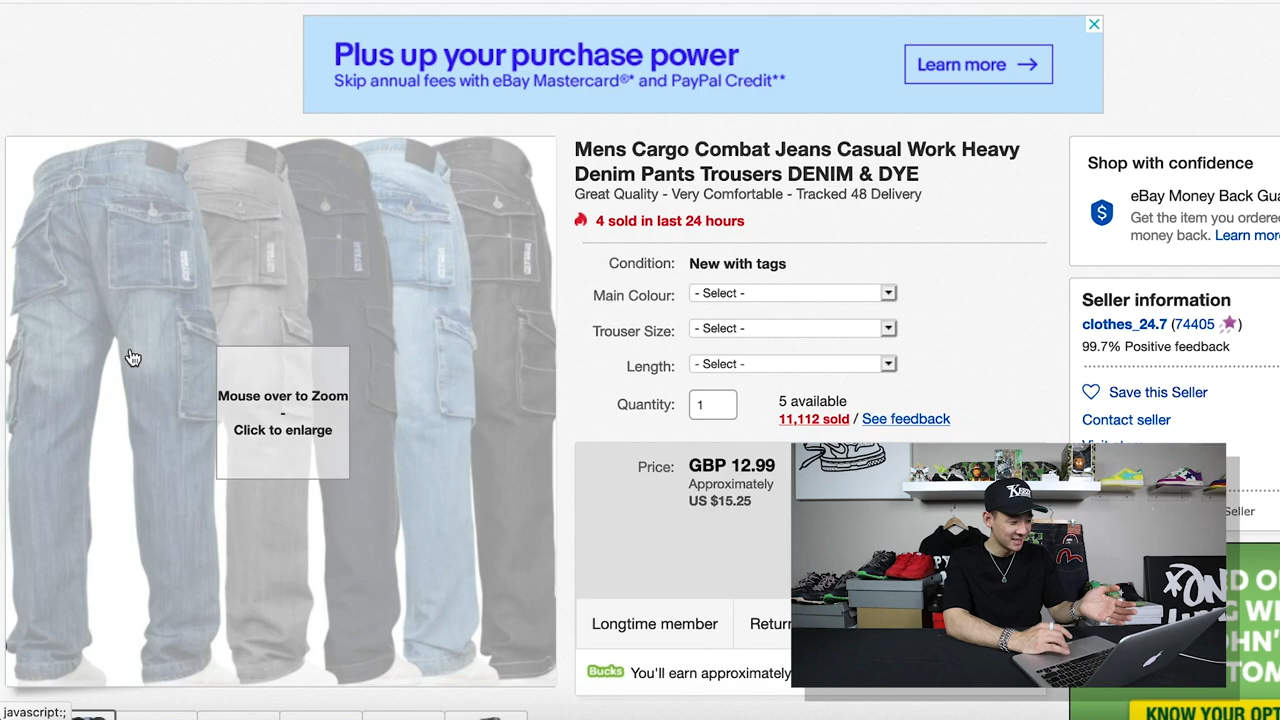 Plus up your purchase power
Skip annual fees with eBay Mastercard®* and PayPal Credit**
Learn more
Mens Cargo Combat Jeans Casual Work Heavy
Denim Pants Trousers DENIM & DYE
Great Quality - Very Comfortable - Tracked 48 Delivery
4 sold in last 24 hours
Condition: New with tags
Main Colour: - Select -
Trouser Size: - Select -
Length: - Select -
Quantity: 1
5 available
11,112 sold / See feedback
Price: GBP 12.99
Approximately
US $15.25
Longtime member
Return
Bucks You'll earn approximately
Mouse over to Zoom
-
Click to enlarge
javascript:;
Shop with confidence
eBay Money Back Gua
Get the item you ordere
money back. Learn mor
Seller information
clothes_24.7 (74405)
99.7% Positive feedback
Save this Seller
Contact seller
Seller
XO
KNOW YOUR OPT